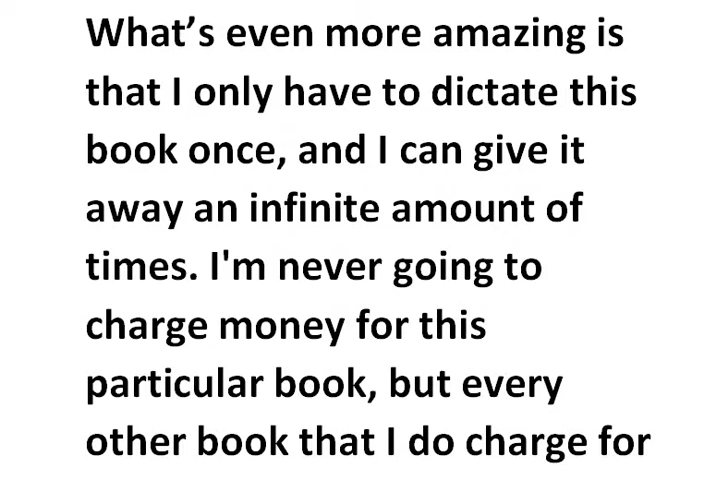 What’s even more amazing is
that I only have to dictate this
book once, and I can give it
away an infinite amount of
times. I'm never going to
charge money for this
particular book, but every
other book that I do charge for